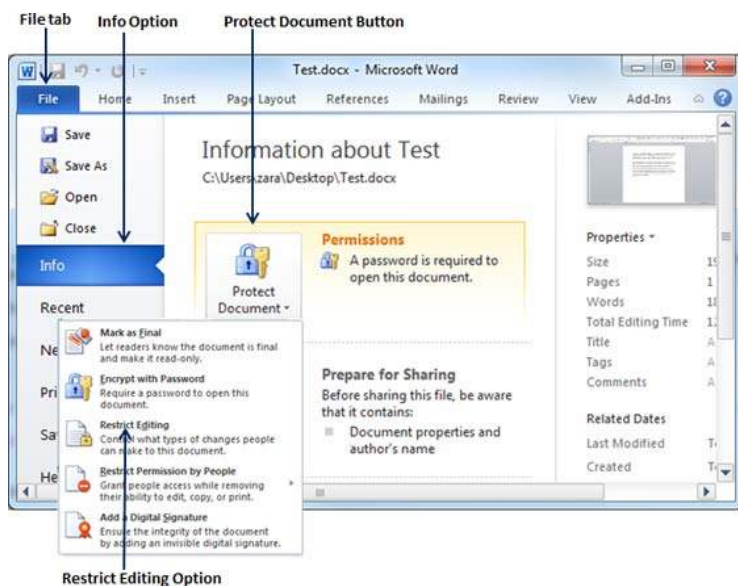 File tab Info Option Protect Document Button
Test.docx - Microsoft Word
File Home Insert Page Layout References Mailings Review View Add-Ins
Save
Save As
Open
Close
Info
Recent
Information about Test
C:\Users\zara\Desktop\Test.docx
Protect
Document
Permissions
A password is required to
open this document.
Prepare for Sharing
Before sharing this file, be aware
that it contains:
Document properties and
author's name
Mark as Final
Let readers know the document is final
and make it read-only.
Encrypt with Password
Require a password to open this
document.
Restrict Editing
Control what types of changes people
can make to this document.
Restrict Permission by People
Grant people access while removing
their ability to edit, copy, or print.
Add a Digital Signature
Ensure the integrity of the document
by adding an invisible digital signature.
Properties
Size
Pages 1
Words
Total Editing Time
Title
Tags
Comments
Related Dates
Last Modified
Created
Restrict Editing Option